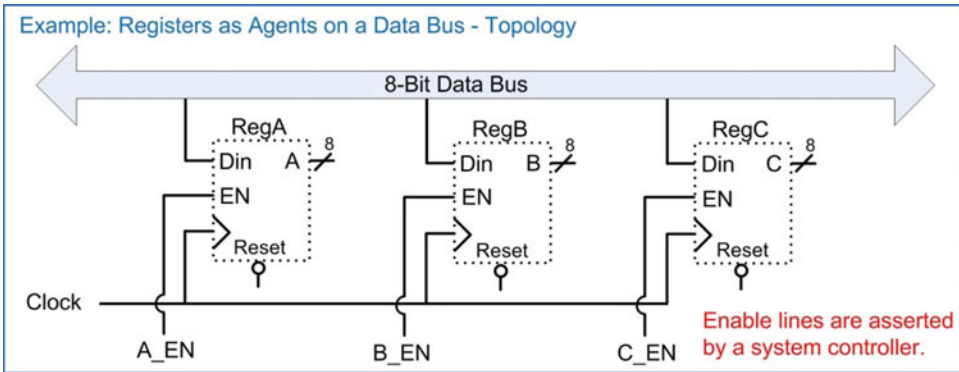 Example: Registers as Agents on a Data Bus - Topology
8-Bit Data Bus
RegA
RegB
RegC
Din A 8
Din B 8
Din C 8
EN
EN
EN
Reset
Reset
Reset
Clock
A_EN
B_EN
C_EN
Enable lines are asserted
by a system controller.